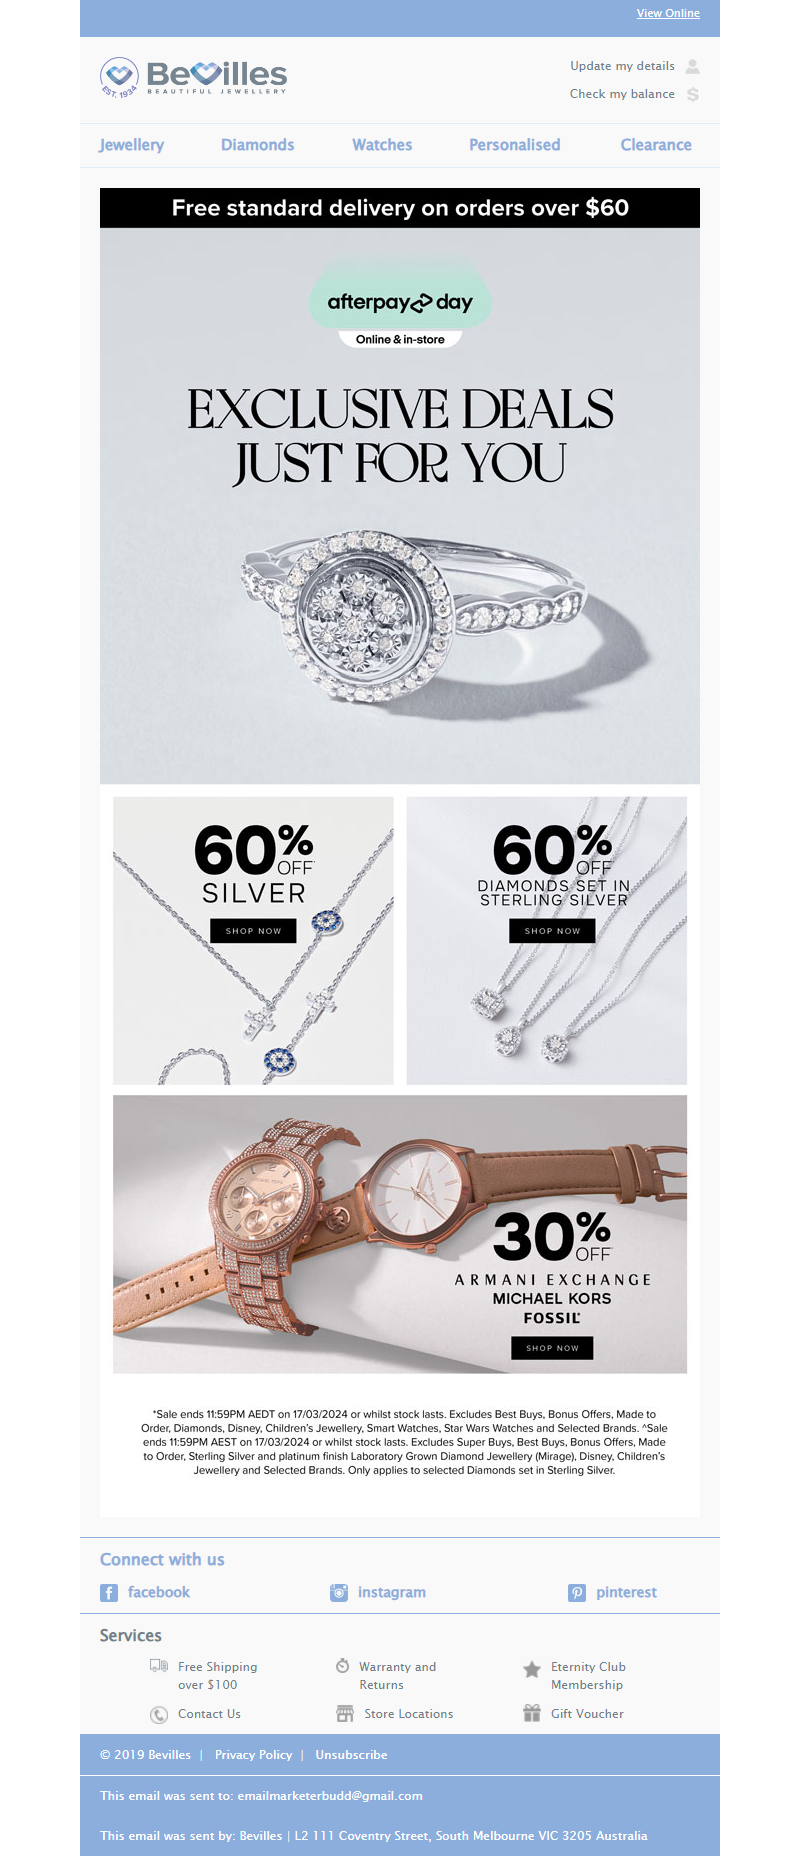 View Online
BeVilles
BEAUTIFUL JEWELLERY
EST. 1934
Update my details
Check my balance
Jewellery Diamonds Watches Personalised Clearance
Free standard delivery on orders over $60
afterpay day
Online & in-store
EXCLUSIVE DEALS
JUST FOR YOU
60% OFF*
SILVER
SHOP NOW
60% OFF^
DIAMONDS SET IN
STERLING SILVER
SHOP NOW
MICHAEL KORS
30% OFF*
ARMANI EXCHANGE
MICHAEL KORS
FOSSIL
SHOP NOW
*Sale ends 11:59PM AEDT on 17/03/2024 or whilst stock lasts. Excludes Best Buys, Bonus Offers, Made to
Order, Diamonds, Disney, Children's Jewellery, Smart Watches, Star Wars Watches and Selected Brands. ^Sale
ends 11:59PM AEST on 17/03/2024 or whilst stock lasts. Excludes Super Buys, Best Buys, Bonus Offers, Made
to Order, Sterling Silver and platinum finish Laboratory Grown Diamond Jewellery (Mirage), Disney, Children's
Jewellery and Selected Brands. Only applies to selected Diamonds set in Sterling Silver.
Connect with us
facebook instagram pinterest
Services
Free Shipping
over $100
Warranty and
Returns
Eternity Club
Membership
Contact Us
Store Locations
Gift Voucher
© 2019 Bevilles | Privacy Policy | Unsubscribe
This email was sent to: emailmarketerbudd@gmail.com
This email was sent by: Bevilles | L2 111 Coventry Street, South Melbourne VIC 3205 Australia